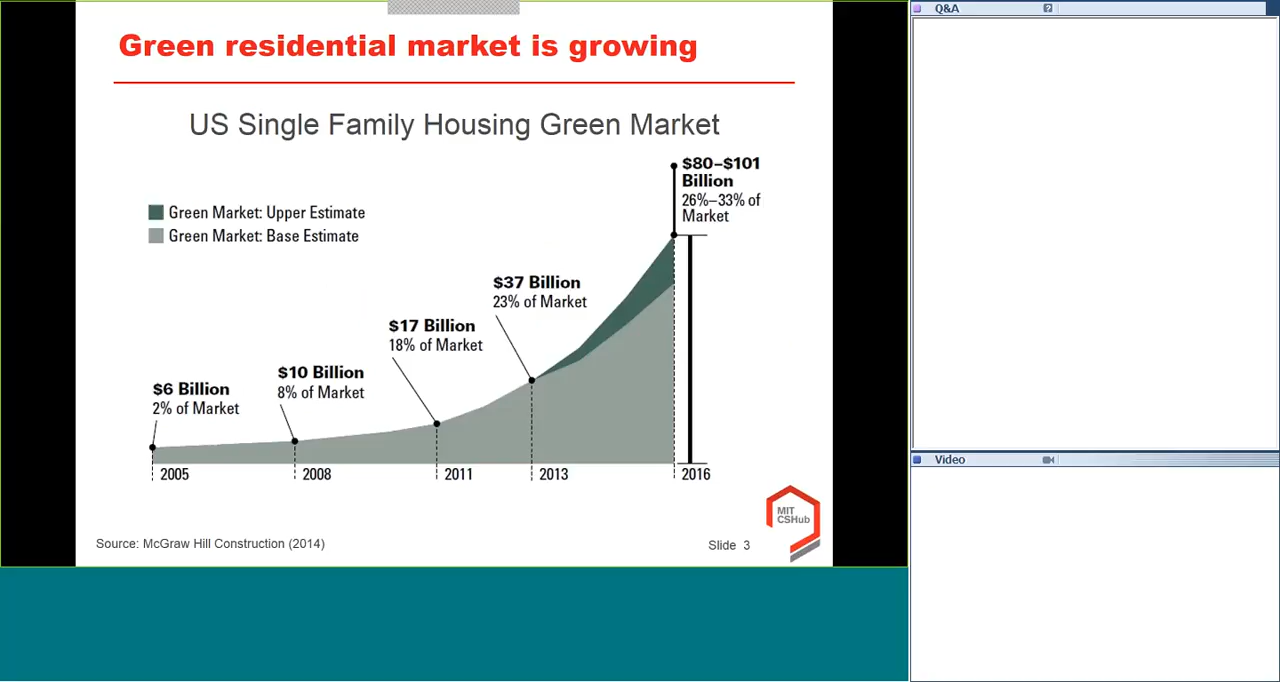 Green residential market is growing
US Single Family Housing Green Market
Green Market: Upper Estimate
Green Market: Base Estimate
$6 Billion
2% of Market
$10 Billion
8% of Market
$17 Billion
18% of Market
$37 Billion
23% of Market
$80–$101
Billion
26%–33% of
Market
2005
2008
2011
2013
2016
MIT
CSHub
Source: McGraw Hill Construction (2014)
Slide 3
Q&A
?
Video